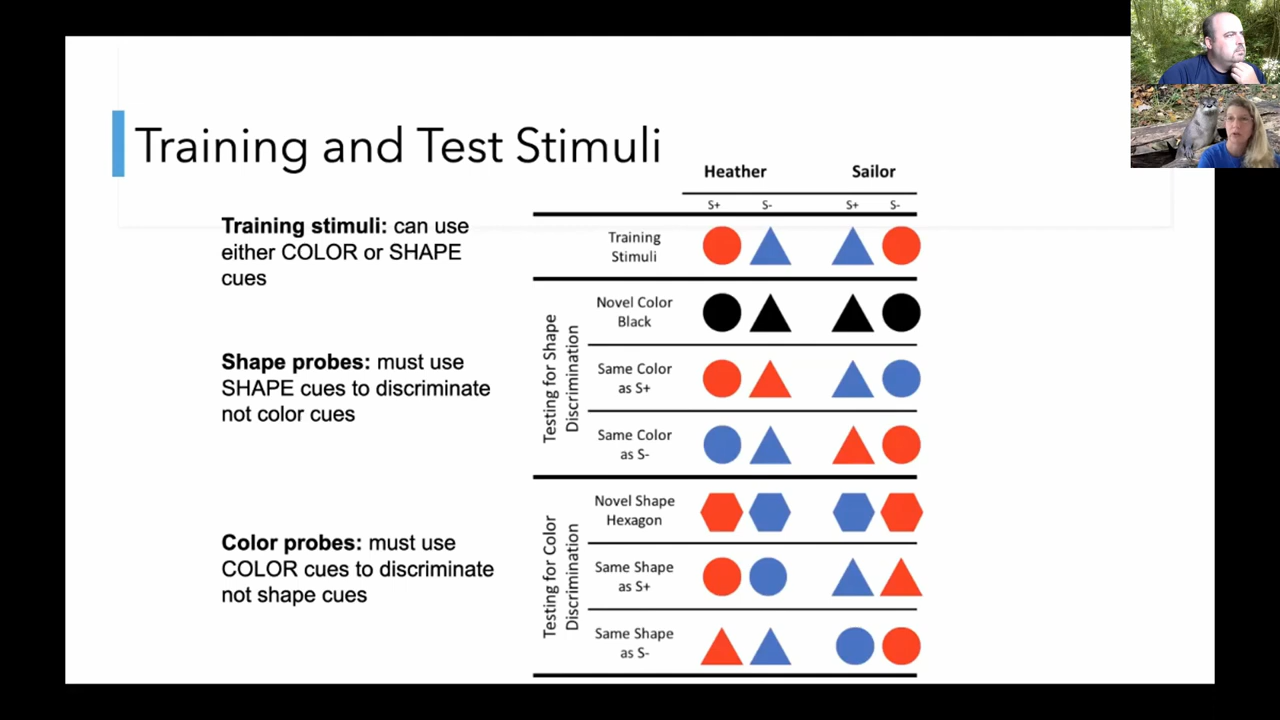 Training and Test Stimuli
Training stimuli: can use
either COLOR or SHAPE
cues
Shape probes: must use
SHAPE cues to discriminate
not color cues
Color probes: must use
COLOR cues to discriminate
not shape cues
Heather Sailor
S+ S- S+ S-
Training
Stimuli
Testing for Shape
Discrimination
Novel Color
Black
Same Color
as S+
Same Color
as S-
Testing for Color
Discrimination
Novel Shape
Hexagon
Same Shape
as S+
Same Shape
as S-